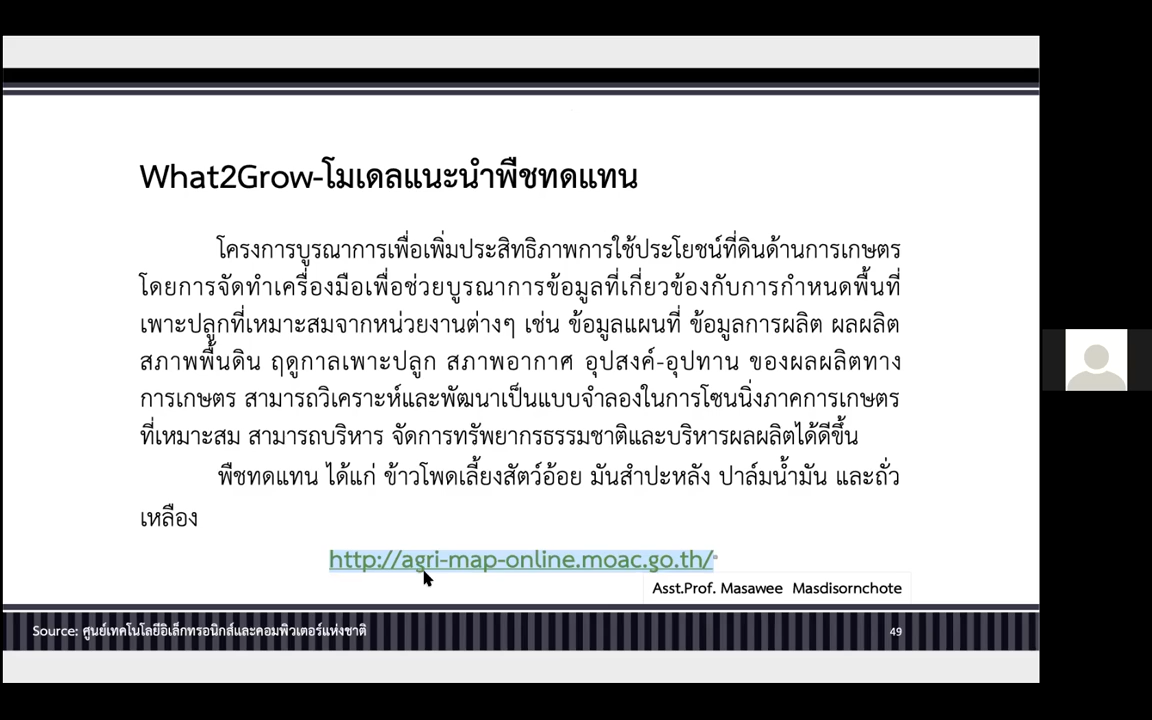 What2Grow-โมเดลแนะนำพืชทดแทน
โครงการบูรณาการเพื่อเพิ่มประสิทธิภาพการใช้ประโยชน์ที่ดินด้านการเกษตร
โดยการจัดทำเครื่องมือเพื่อช่วยบูรณาการข้อมูลที่เกี่ยวข้องกับการกำหนดพื้นที่
เพาะปลูกที่เหมาะสมจากหน่วยงานต่างๆ เช่น ข้อมูลแผนที่ ข้อมูลการผลิต ผลผลิต
สภาพพื้นดิน ฤดูกาลเพาะปลูก สภาพอากาศ อุปสงค์-อุปทาน ของผลผลิตทาง
การเกษตร สามารถวิเคราะห์และพัฒนาเป็นแบบจำลองในการโซนนิ่งภาคการเกษตร
ที่เหมาะสม สามารถบริหาร จัดการทรัพยากรธรรมชาติและบริหารผลผลิตได้ดีขึ้น
พืชทดแทน ได้แก่ ข้าวโพดเลี้ยงสัตว์อ้อย มันสำปะหลัง ปาล์มน้ำมัน และถั่ว
เหลือง
http://agri-map-online.moac.go.th/
Asst.Prof. Masawee Masdisornchote
Source: ศูนย์เทคโนโลยีอิเล็กทรอนิกส์และคอมพิวเตอร์แห่งชาติ
49